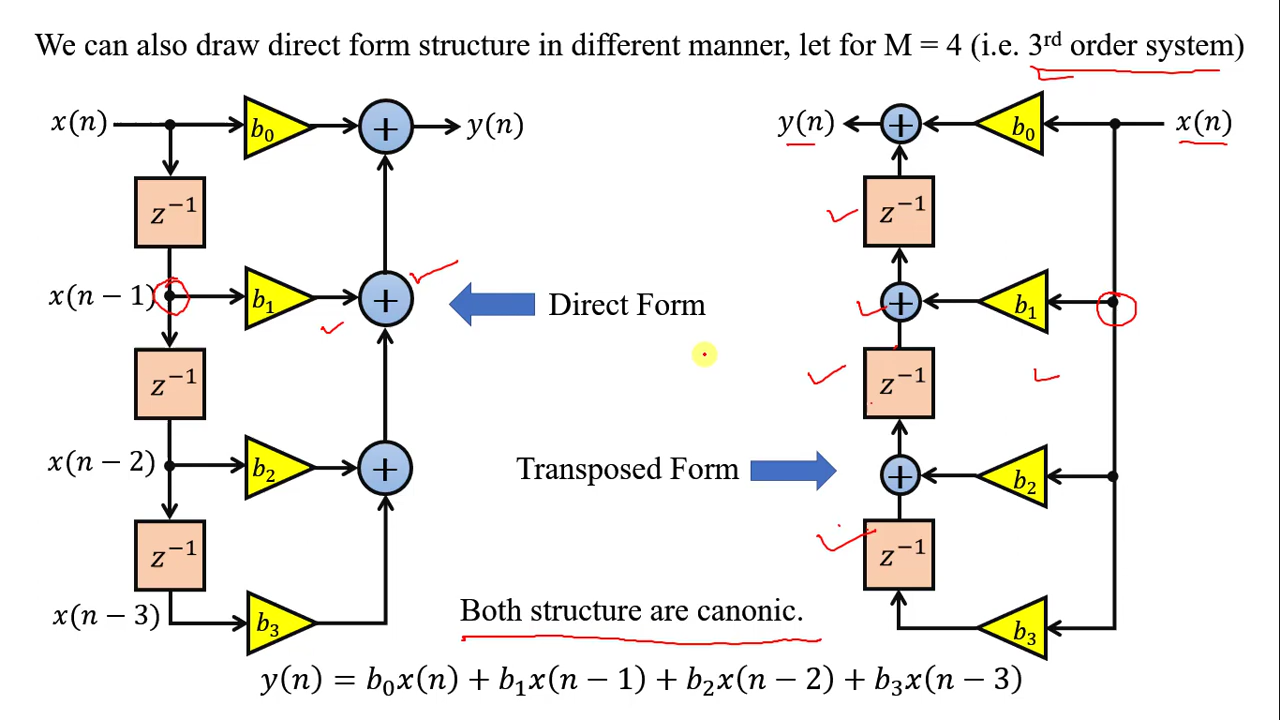 We can also draw direct form structure in different manner, let for M = 4 (i.e. 3rd order system)
x(n)
b₀
+
y(n)
z⁻¹
x(n − 1)
b₁
+
Direct Form
z⁻¹
x(n − 2)
b₂
+
z⁻¹
x(n − 3)
b₃
y(n)
+
b₀
x(n)
z⁻¹
+
b₁
z⁻¹
Transposed Form
+
b₂
z⁻¹
b₃
Both structure are canonic.
y(n) = b₀x(n) + b₁x(n − 1) + b₂x(n − 2) + b₃x(n − 3)